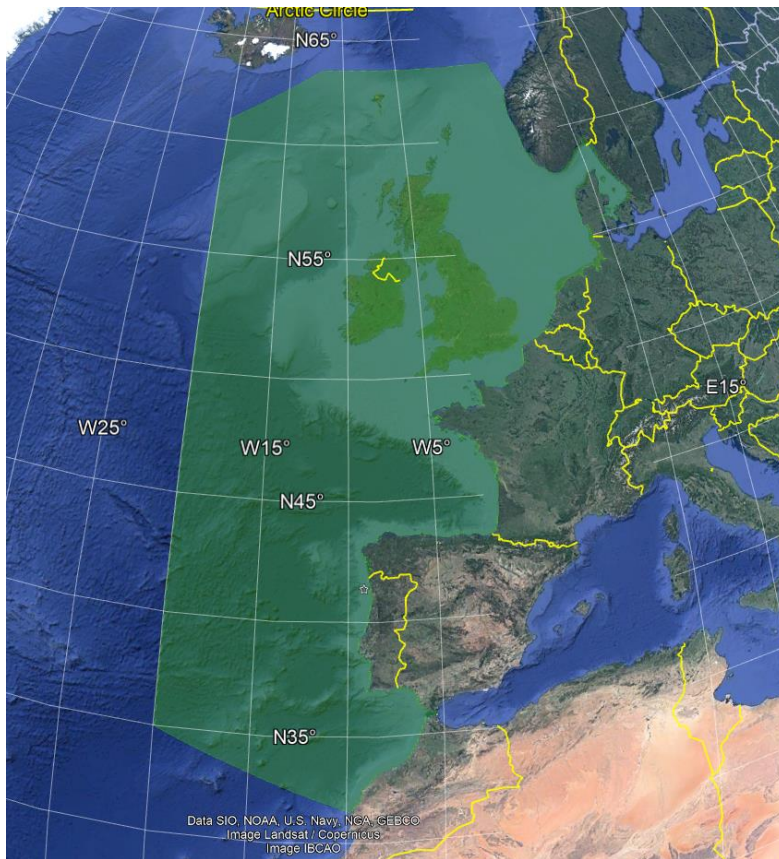 Arctic Circle
N65°
N55°
E15°
W25°
W15°
W5°
N45°
N35°
Data SIO, NOAA, U.S. Navy, NGA, GEBCO
Image Landsat / Copernicus
Image IBCAO